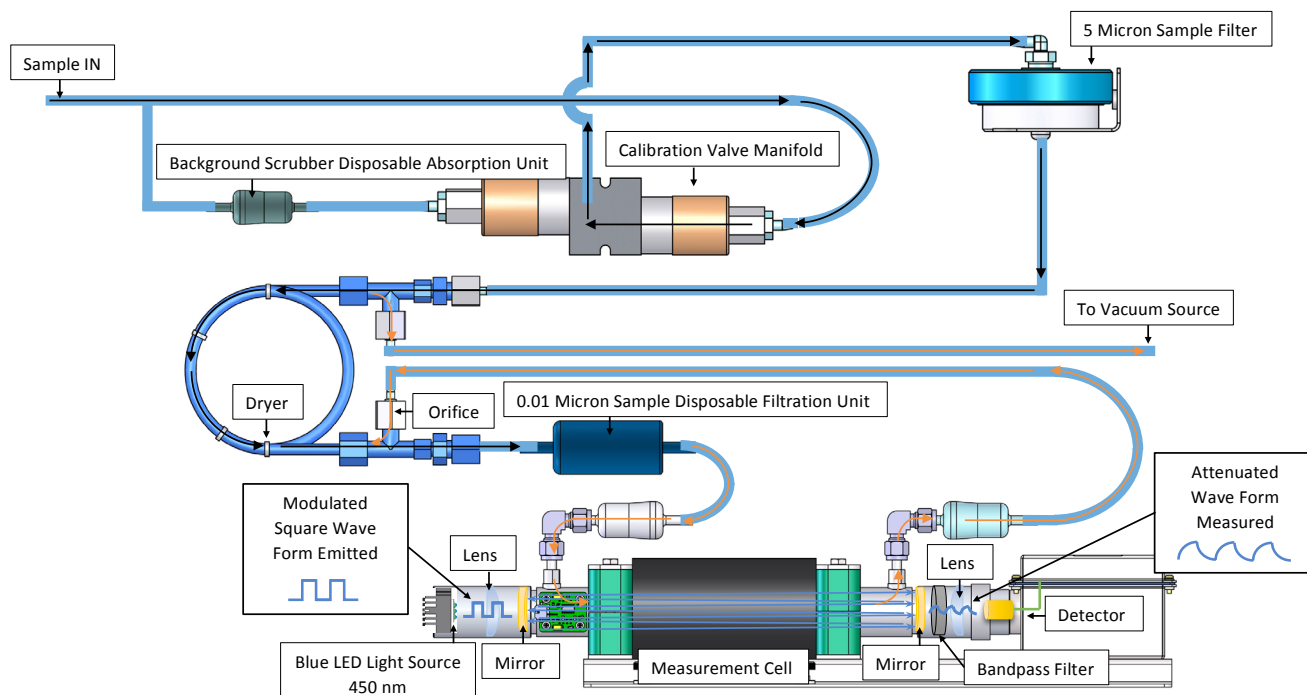 5 Micron Sample Filter
Sample IN
Background Scrubber Disposable Absorption Unit
Calibration Valve Manifold
To Vacuum Source
Dryer
Orifice
0.01 Micron Sample Disposable Filtration Unit
Modulated
Square Wave
Form Emitted
Lens
Attenuated
Wave Form
Measured
Lens
Detector
Blue LED Light Source
450 nm
Mirror
Measurement Cell
Mirror
Bandpass Filter